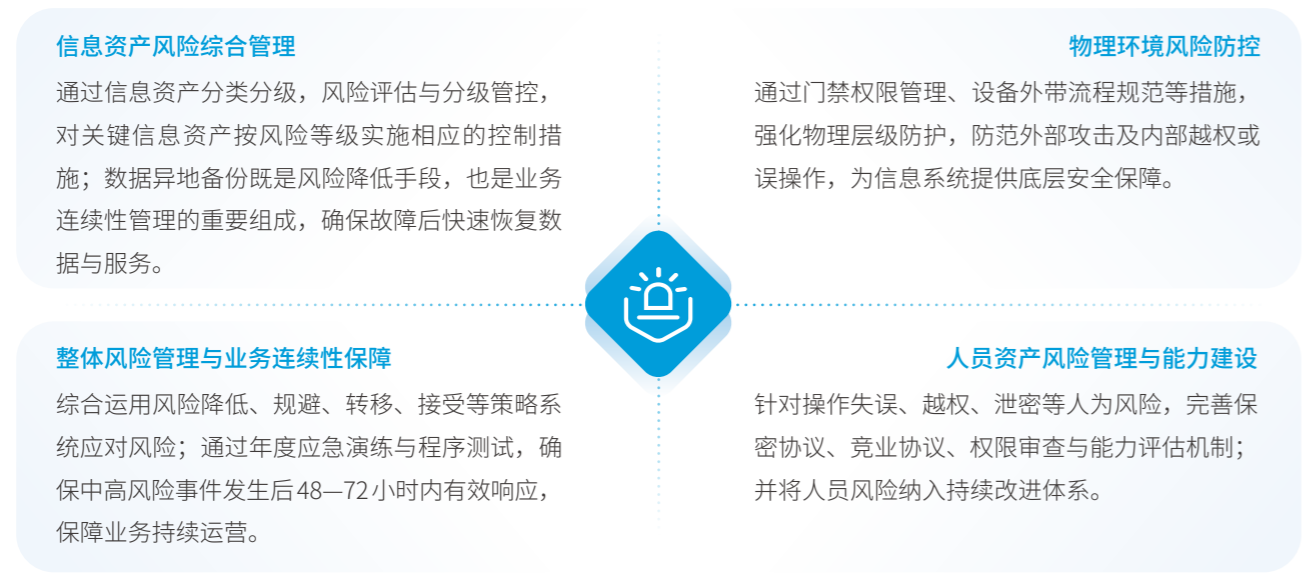 信息资产风险综合管理
通过信息资产分类分级，风险评估与分级管控，
对关键信息资产按风险等级实施相应的控制措
施；数据异地备份既是风险降低手段，也是业务
连续性管理的重要组成，确保故障后快速恢复数
据与服务。
物理环境风险防控
通过门禁权限管理、设备外带流程规范等措施，
强化物理层级防护，防范外部攻击及内部越权或
误操作，为信息系统提供底层安全保障。
整体风险管理与业务连续性保障
综合运用风险降低、规避、转移、接受等策略系
统应对风险；通过年度应急演练与程序测试，确
保中高风险事件发生后48—72小时内有效响应，
保障业务持续运营。
人员资产风险管理与能力建设
针对操作失误、越权、泄密等人为风险，完善保
密协议、竞业协议、权限审查与能力评估机制；
并将人员风险纳入持续改进体系。